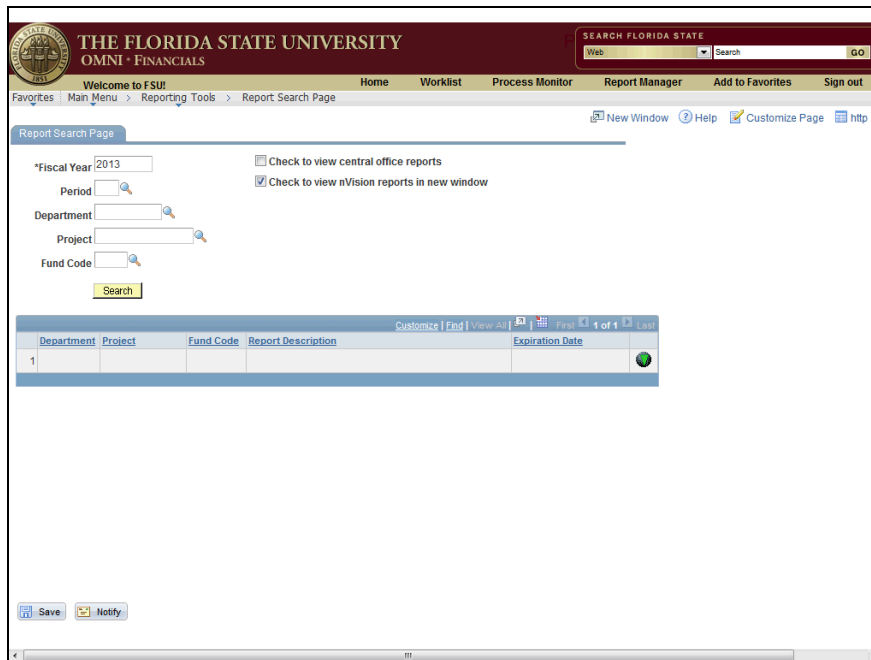 THE FLORIDA STATE UNIVERSITY
OMNI • FINANCIALS
1851
SEARCH FLORIDA STATE
Web Search GO
Welcome to FSU! Home Worklist Process Monitor Report Manager Add to Favorites Sign out
Favorites Main Menu > Reporting Tools > Report Search Page
New Window Help Customize Page http
Report Search Page
*Fiscal Year 2013 Check to view central office reports
Period Check to view nVision reports in new window
Department
Project
Fund Code
Search
Customize | Find | View All | | First 1 of 1 Last
Department Project Fund Code Report Description Expiration Date
1
Save Notify